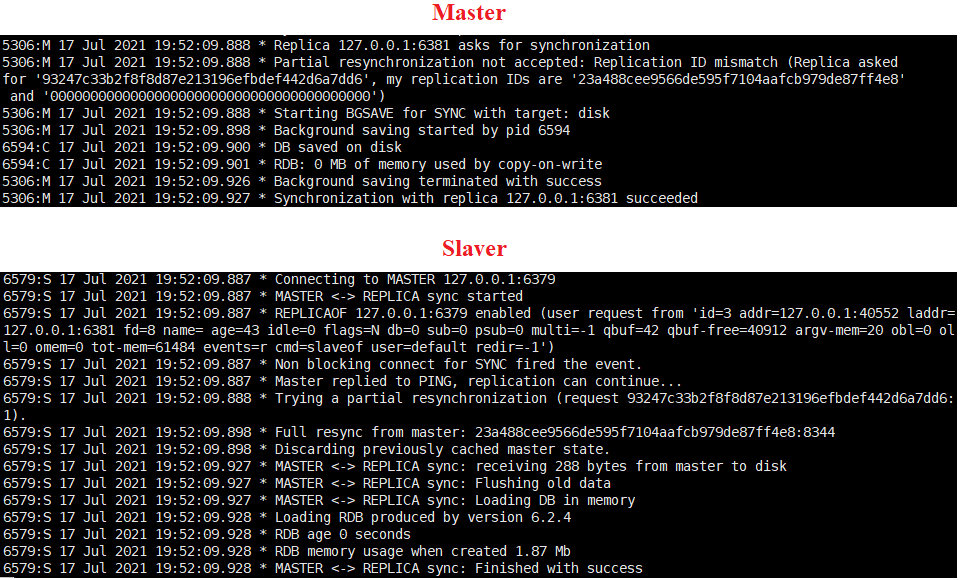 Master
5306:M 17 Jul 2021 19:52:09.888 * Replica 127.0.0.1:6381 asks for synchronization
5306:M 17 Jul 2021 19:52:09.888 * Partial resynchronization not accepted: Replication ID mismatch (Replica asked
for '93247c33b2f8f8d87e213196efbdef442d6a7dd6', my replication IDs are '23a488cee9566de595f7104aafcb979de87ff4e8'
and '0000000000000000000000000000000000000000')
5306:M 17 Jul 2021 19:52:09.888 * Starting BGSAVE for SYNC with target: disk
5306:M 17 Jul 2021 19:52:09.898 * Background saving started by pid 6594
6594:C 17 Jul 2021 19:52:09.900 * DB saved on disk
6594:C 17 Jul 2021 19:52:09.901 * RDB: 0 MB of memory used by copy-on-write
5306:M 17 Jul 2021 19:52:09.926 * Background saving terminated with success
5306:M 17 Jul 2021 19:52:09.927 * Synchronization with replica 127.0.0.1:6381 succeeded
Slaver
6579:S 17 Jul 2021 19:52:09.887 * Connecting to MASTER 127.0.0.1:6379
6579:S 17 Jul 2021 19:52:09.887 * MASTER <-> REPLICA sync started
6579:S 17 Jul 2021 19:52:09.887 * REPLICAOF 127.0.0.1:6379 enabled (user request from 'id=3 addr=127.0.0.1:40552 laddr=
127.0.0.1:6381 fd=8 name= age=43 idle=0 flags=N db=0 sub=0 psub=0 multi=-1 qbuf=42 qbuf-free=40912 argv-mem=20 obl=0 ol
l=0 omem=0 tot-mem=61484 events=r cmd=slaveof user=default redir=-1')
6579:S 17 Jul 2021 19:52:09.887 * Non blocking connect for SYNC fired the event.
6579:S 17 Jul 2021 19:52:09.887 * Master replied to PING, replication can continue...
6579:S 17 Jul 2021 19:52:09.888 * Trying a partial resynchronization (request 93247c33b2f8f8d87e213196efbdef442d6a7dd6:
1).
6579:S 17 Jul 2021 19:52:09.898 * Full resync from master: 23a488cee9566de595f7104aafcb979de87ff4e8:8344
6579:S 17 Jul 2021 19:52:09.898 * Discarding previously cached master state.
6579:S 17 Jul 2021 19:52:09.927 * MASTER <-> REPLICA sync: receiving 288 bytes from master to disk
6579:S 17 Jul 2021 19:52:09.927 * MASTER <-> REPLICA sync: Flushing old data
6579:S 17 Jul 2021 19:52:09.927 * MASTER <-> REPLICA sync: Loading DB in memory
6579:S 17 Jul 2021 19:52:09.928 * Loading RDB produced by version 6.2.4
6579:S 17 Jul 2021 19:52:09.928 * RDB age 0 seconds
6579:S 17 Jul 2021 19:52:09.928 * RDB memory usage when created 1.87 Mb
6579:S 17 Jul 2021 19:52:09.928 * MASTER <-> REPLICA sync: Finished with success